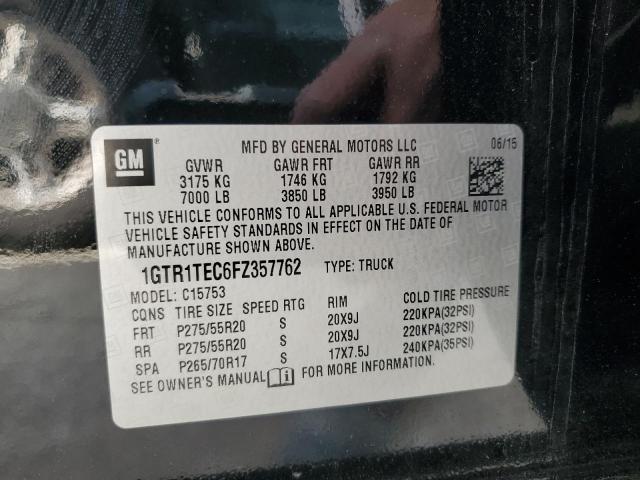 GM
MFD BY GENERAL MOTORS LLC 06/15
GVWR GAWR FRT GAWR RR
3175 KG 1746 KG 1792 KG
7000 LB 3850 LB 3950 LB
THIS VEHICLE CONFORMS TO ALL APPLICABLE U.S. FEDERAL MOTOR
VEHICLE SAFETY STANDARDS IN EFFECT ON THE DATE OF
MANUFACTURE SHOWN ABOVE.
1GTR1TEC6FZ357762 TYPE: TRUCK
MODEL: C15753
CQNS TIRE SIZE SPEED RTG RIM COLD TIRE PRESSURE
FRT P275/55R20 S 20X9J 220KPA(32PSI)
RR P275/55R20 S 20X9J 220KPA(32PSI)
SPA P265/70R17 S 17X7.5J 240KPA(35PSI)
SEE OWNER'S MANUAL i FOR MORE INFORMATION.